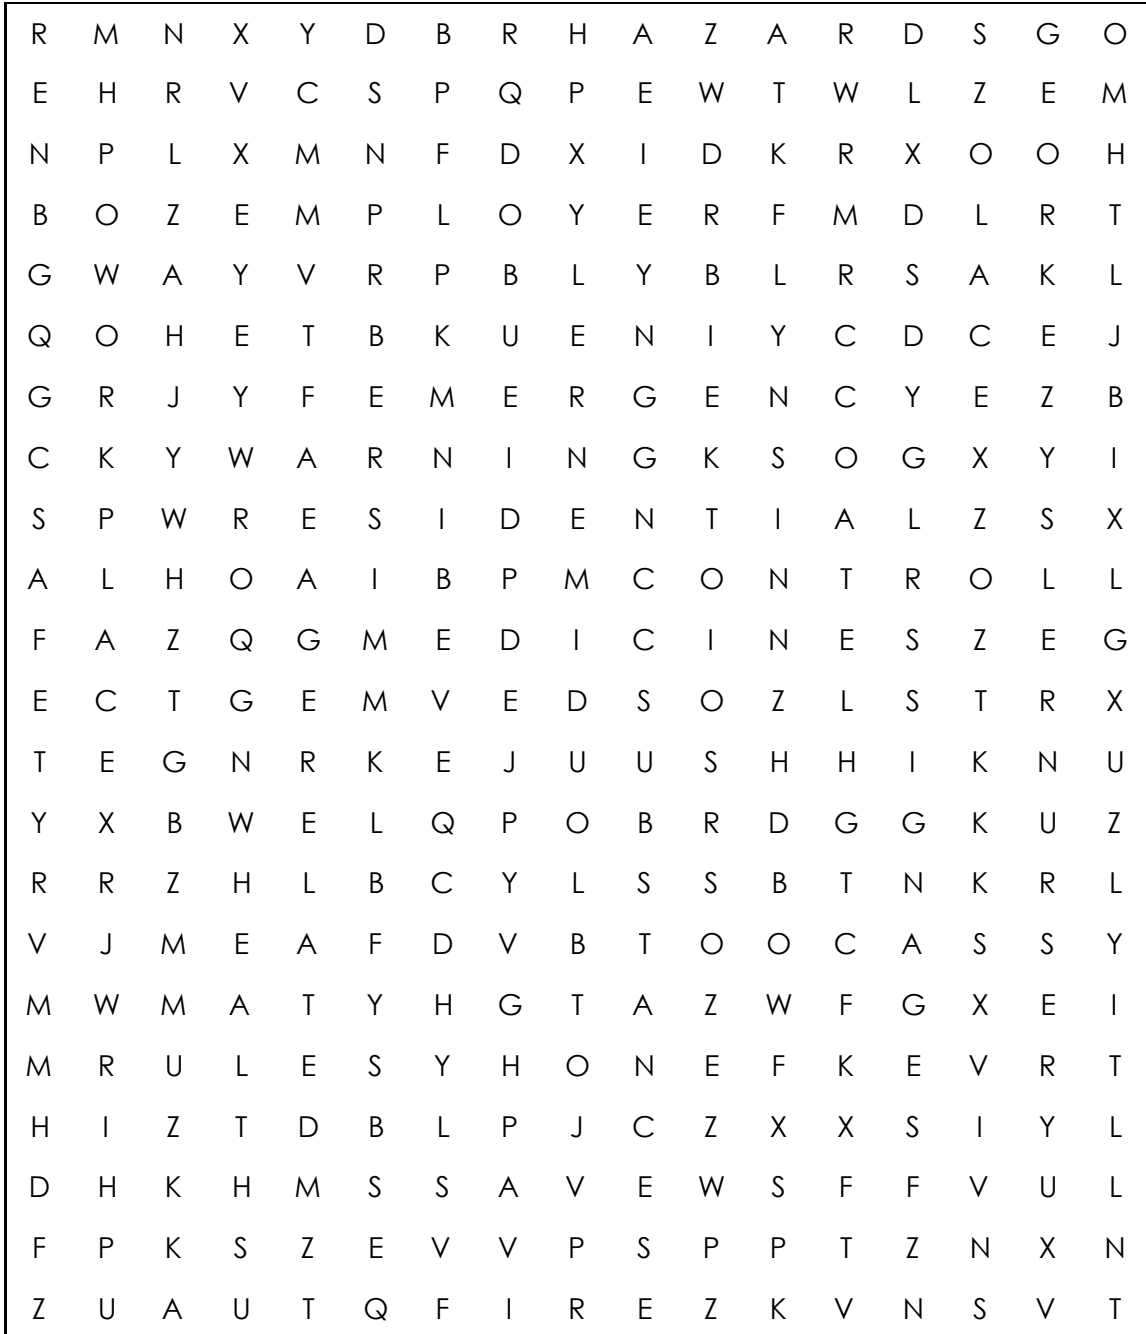 R M N X Y D B R H A Z A R D S G O
E H R V C S P Q P E W T W L Z E M
N P L X M N F D X I D K R X O O H
B O Z E M P L O Y E R F M D L R T
G W A Y V R P B L Y B L R S A K L
Q O H E T B K U E N I Y C D C E J
G R J Y F E M E R G E N C Y E Z B
C K Y W A R N I N G K S O G X Y I
S P W R E S I D E N T I A L Z S X
A L H O A I B P M C O N T R O L L
F A Z Q G M E D I C I N E S Z E G
E C T G E M V E D S O Z L S T R X
T E G N R K E J U U S H H I K N U
Y X B W E L Q P O B R D G G K U Z
R R Z H L B C Y L S S B T N K R L
V J M E A F D V B T O O C A S S Y
M W M A T Y H G T A Z W F G X E I
M R U L E S Y H O N E F K E V R T
H I Z T D B L P J C Z X X S I Y L
D H K H M S S A V E W S F F V U L
F P K S Z E V V P S P P T Z N X N
Z U A U T Q F I R E Z K V N S V T